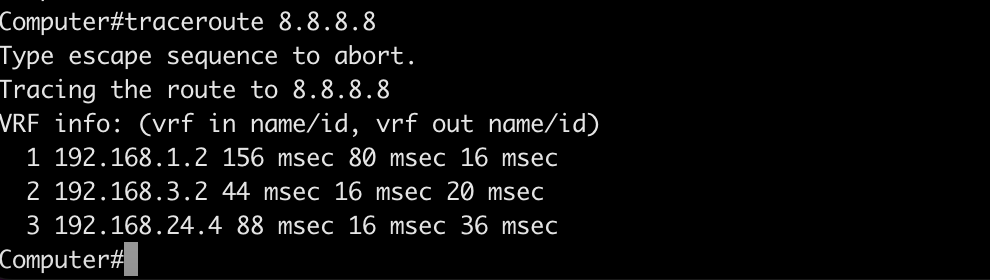 Computer#traceroute 8.8.8.8
Type escape sequence to abort.
Tracing the route to 8.8.8.8
VRF info: (vrf in name/id, vrf out name/id)
  1 192.168.1.2 156 msec 80 msec 16 msec
  2 192.168.3.2 44 msec 16 msec 20 msec
  3 192.168.24.4 88 msec 16 msec 36 msec
Computer#